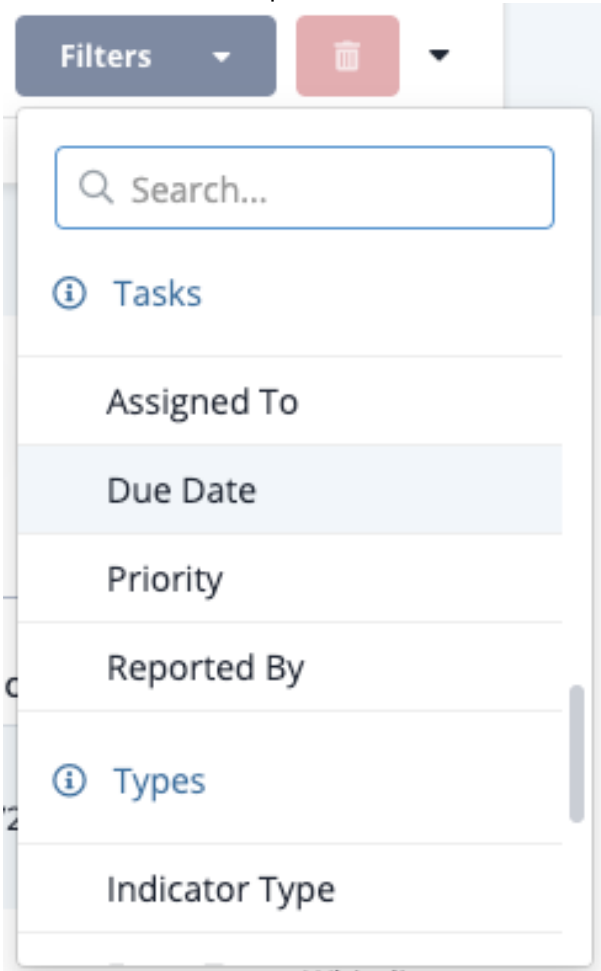 Filters
Search...
Tasks
Assigned To
Due Date
Priority
Reported By
Types
Indicator Type